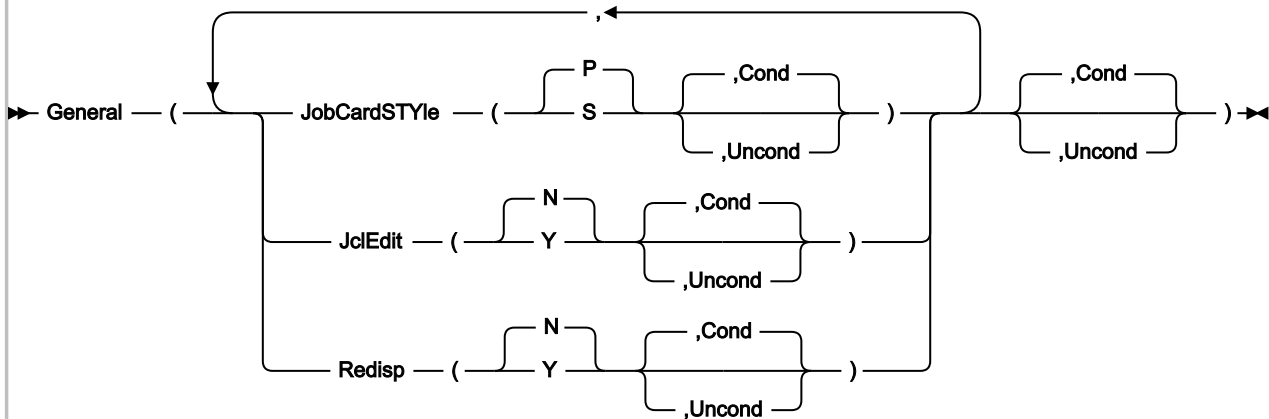 ,
P ,Cond ,Cond
General ( JobCardSTYle ( S ) )
,Uncond ,Uncond
N ,Cond
JclEdit ( Y )
,Uncond
N ,Cond
Redisp ( Y )
,Uncond